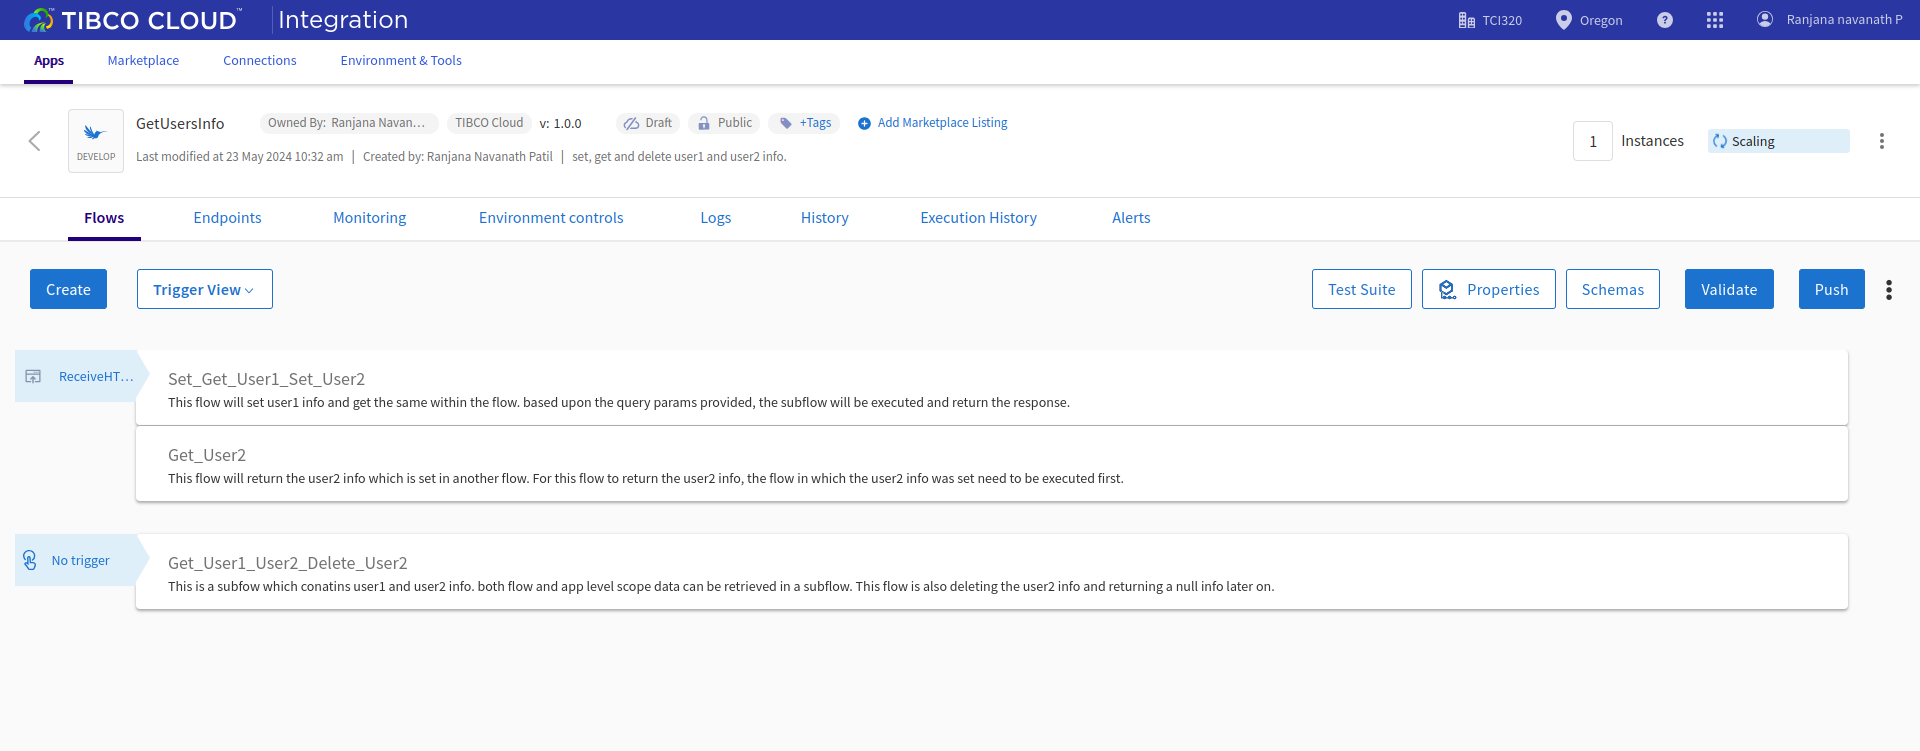 TIBCO CLOUD™ Integration TCI320 Oregon ? Ranjana navanath P
Apps Marketplace Connections Environment & Tools
GetUsersInfo Owned By: Ranjana Navan... TIBCO Cloud v: 1.0.0 Draft Public +Tags Add Marketplace Listing
DEVELOP
Last modified at 23 May 2024 10:32 am | Created by: Ranjana Navanath Patil | set, get and delete user1 and user2 info.
1 Instances Scaling
Flows Endpoints Monitoring Environment controls Logs History Execution History Alerts
Create Trigger View Test Suite Properties Schemas Validate Push
ReceiveHT...
Set_Get_User1_Set_User2
This flow will set user1 info and get the same within the flow. based upon the query params provided, the subflow will be executed and return the response.
Get_User2
This flow will return the user2 info which is set in another flow. For this flow to return the user2 info, the flow in which the user2 info was set need to be executed first.
No trigger
Get_User1_User2_Delete_User2
This is a subfow which conatins user1 and user2 info. both flow and app level scope data can be retrieved in a subflow. This flow is also deleting the user2 info and returning a null info later on.